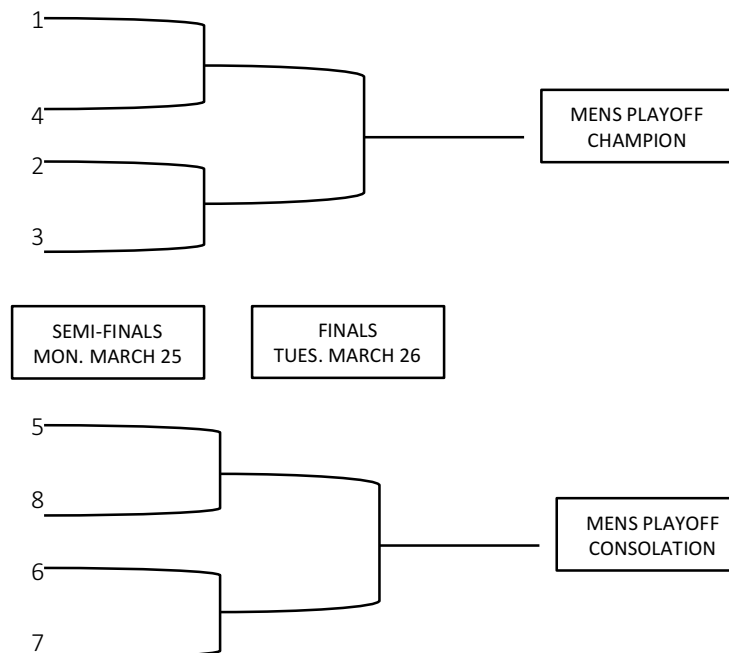 1
4
2
3
MENS PLAYOFF
CHAMPION
SEMI-FINALS
MON. MARCH 25
FINALS
TUES. MARCH 26
5
8
6
7
MENS PLAYOFF
CONSOLATION